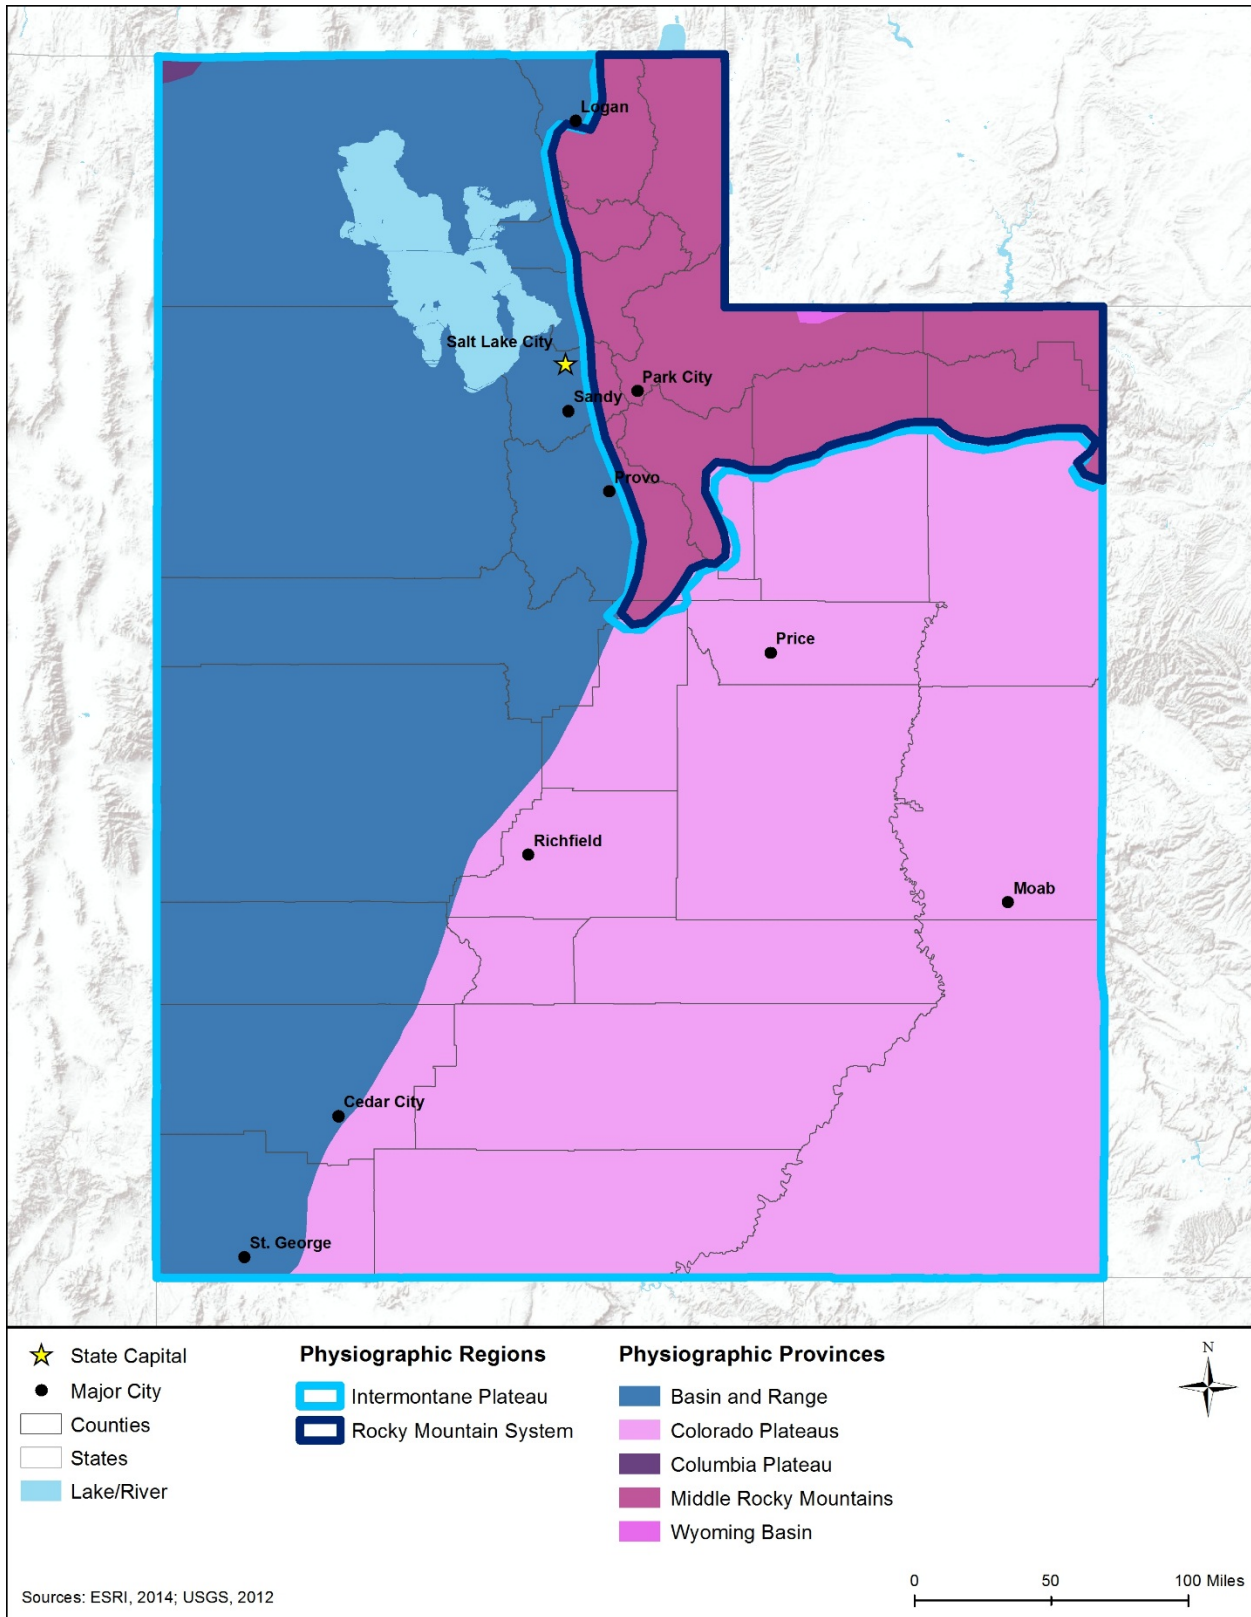 Logan
Salt Lake City
Park City
Sandy
Provo
Price
Richfield
Moab
Cedar City
St. George
State Capital
Major City
Counties
States
Lake/River
Physiographic Regions
Intermontane Plateau
Rocky Mountain System
Physiographic Provinces
Basin and Range
Colorado Plateaus
Columbia Plateau
Middle Rocky Mountains
Wyoming Basin
N
Sources: ESRI, 2014; USGS, 2012
0 50 100 Miles